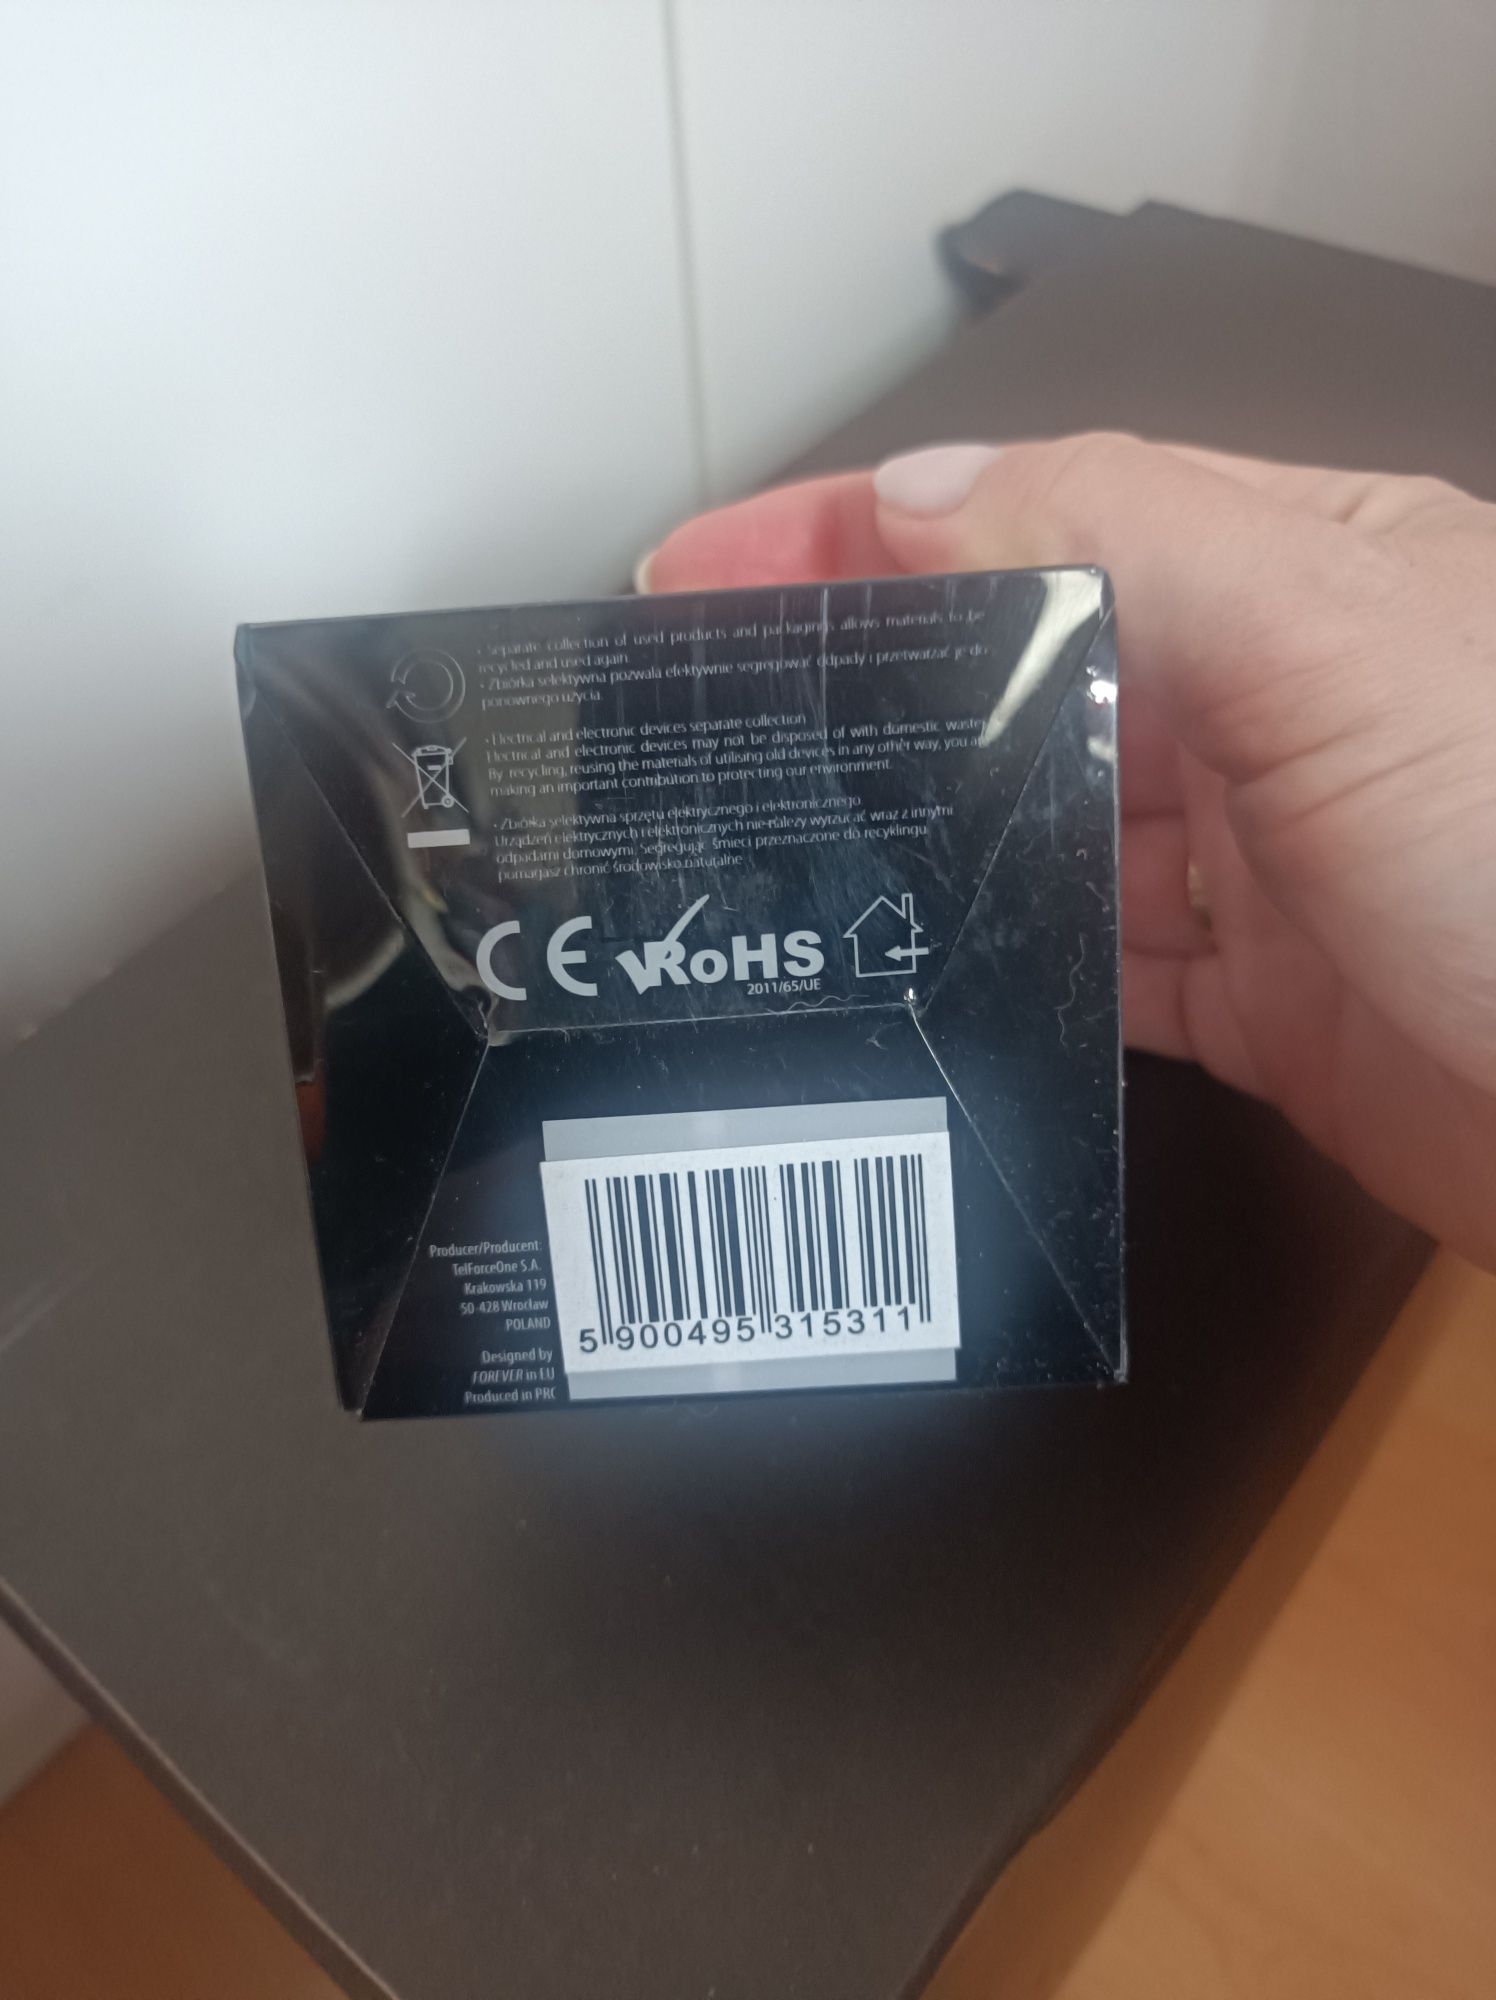 • Separate collection of used products and packagings allows materials to be
recycled and used again
• Zbiórka selektywna pozwala efektywnie segregować odpady i przetwarzać je do
ponownego użycia.
• Electrical and electronic devices separate collection
Electrical and electronic devices may not be disposed of with domestic waste
By recycling, reusing the materials of utilising old devices in any other way, you are
making an important contribution to protecting our environment.
• Zbiórka selektywna sprzętu elektrycznego i elektronicznego
Urządzeń elektrycznych i elektronicznych nie należy wyrzucać wraz z innymi
odpadami domowymi. Segregując śmieci przeznaczone do recyklingu
pomagasz chronić środowisko naturalne
CE RoHS
2011/65/UE
Producer/Producent:
TelForceOne S.A.
Krakowska 119
50-428 Wrocław
POLAND
Designed by
FOREVER in EU
Produced in PRC
5 900495 315311